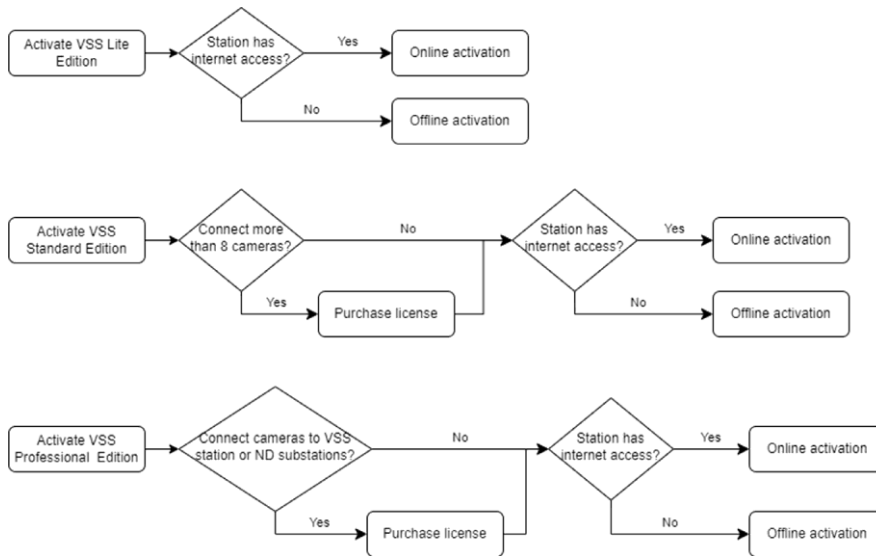 Activate VSS Lite
Edition
Station has
internet access?
Yes
Online activation
No
Offline activation
Activate VSS
Standard Edition
Connect more
than 8 cameras?
No
Station has
internet access?
Yes
Online activation
Yes
Purchase license
No
Offline activation
Activate VSS
Professional Edition
Connect cameras to VSS
station or ND substations?
No
Station has
internet access?
Yes
Online activation
Yes
Purchase license
No
Offline activation